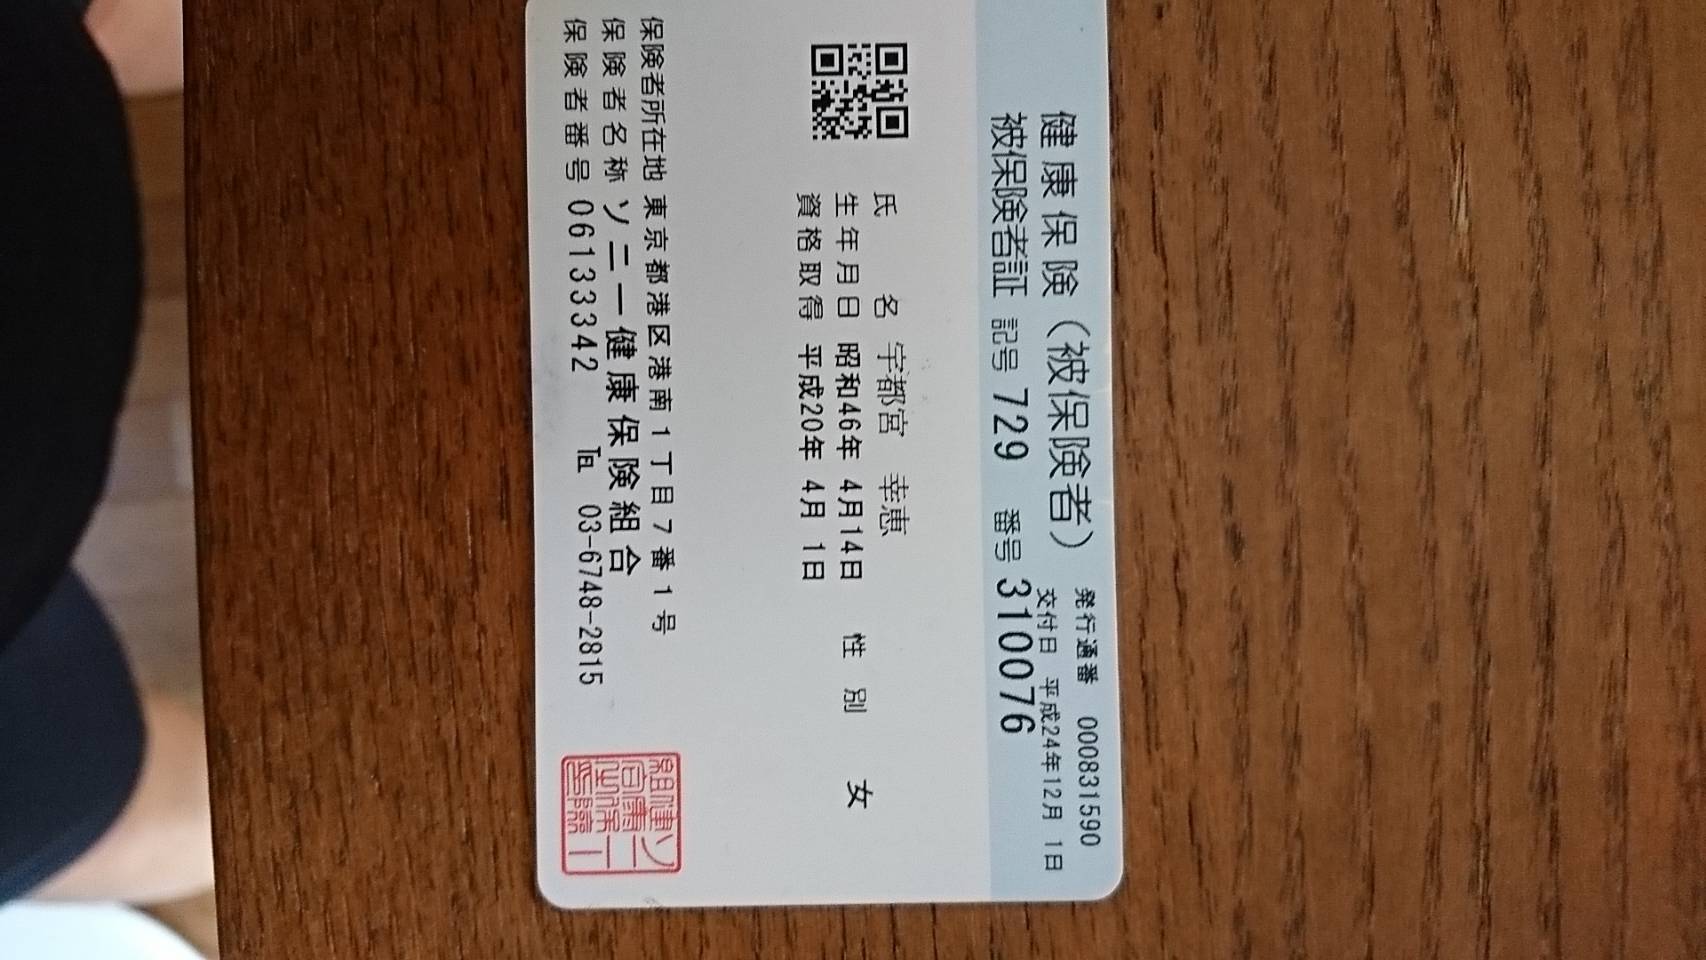 健康保険（被保険者）
被保険者証 記号 729 番号 310076
発行通番 000831590
交付日 平成24年12月 1日
氏名 宇都宮 幸恵
生年月日 昭和46年 4月14日 性別 女
資格取得 平成20年 4月 1日
保険者所在地 東京都港区港南1丁目7番1号
保険者名称 ソニー健康保険組合
保険者番号 06133342 ℡ 03-6748-2815